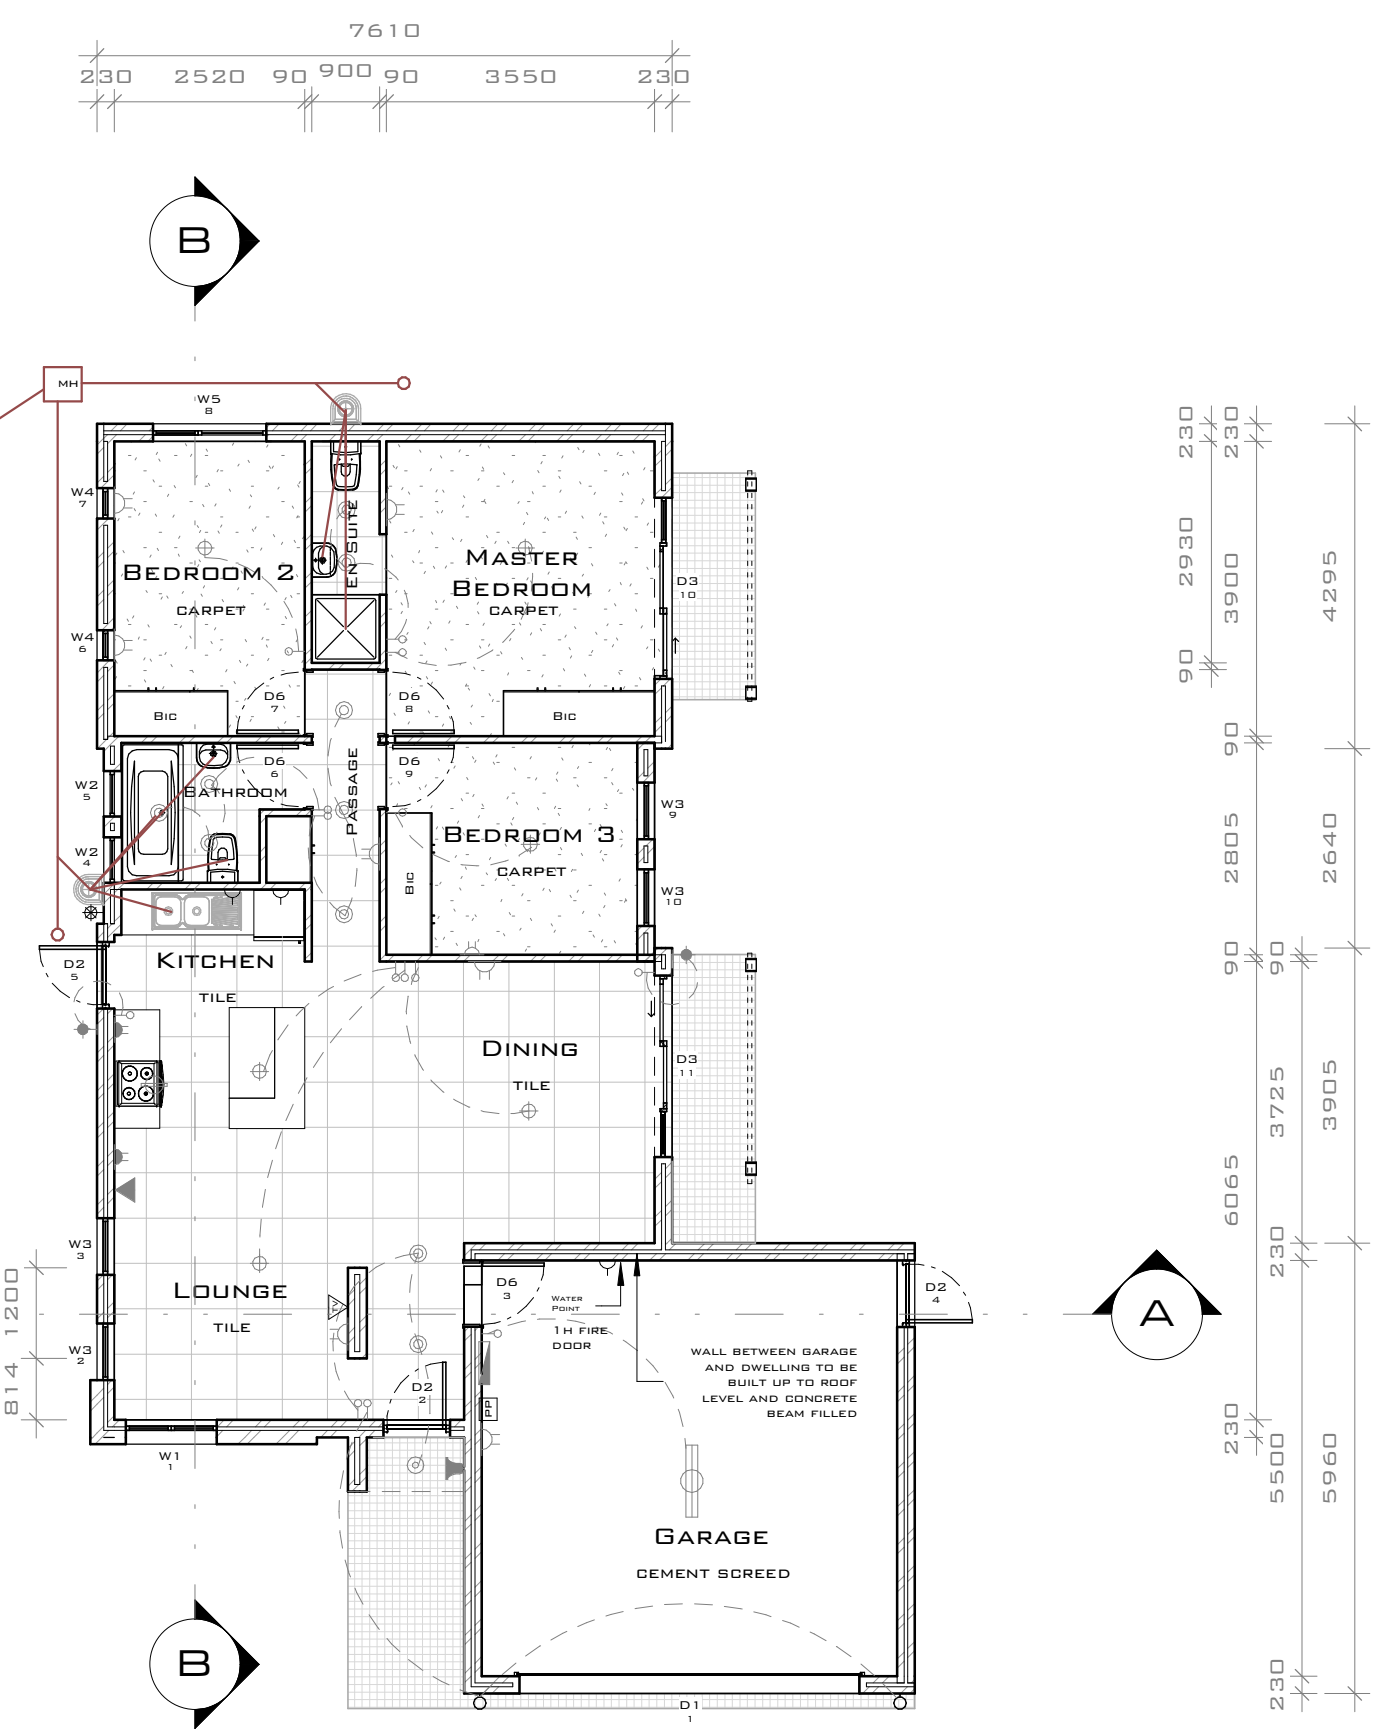 7610
230 2520 90 900 90 3550 230
B
MH
W5
8
230 230
W4
7
EN SUITE
MASTER
BEDROOM
CARPET
BEDROOM 2
CARPET
2930
3900
4295
D3
10
W4
6
90
D6
7
D6
8
BIC
BIC
90
PASSAGE
D6
6
D6
9
W2
5
BATHROOM
W3
9
BEDROOM 3
CARPET
2805
2640
W2
4
BIC
W3
10
KITCHEN
TILE
D2
5
90 90
DINING
TILE
D3
11
3725
3905
6065
W3
3
230
LOUNGE
TILE
TV
1200
D6
3
WATER
POINT
1H FIRE
DOOR
D2
4
A
W3
2
WALL BETWEEN GARAGE
AND DWELLING TO BE
BUILT UP TO ROOF
LEVEL AND CONCRETE
BEAM FILLED
814
D2
2
PP
230
W1
1
5500
5960
GARAGE
CEMENT SCREED
B
230
D1
1